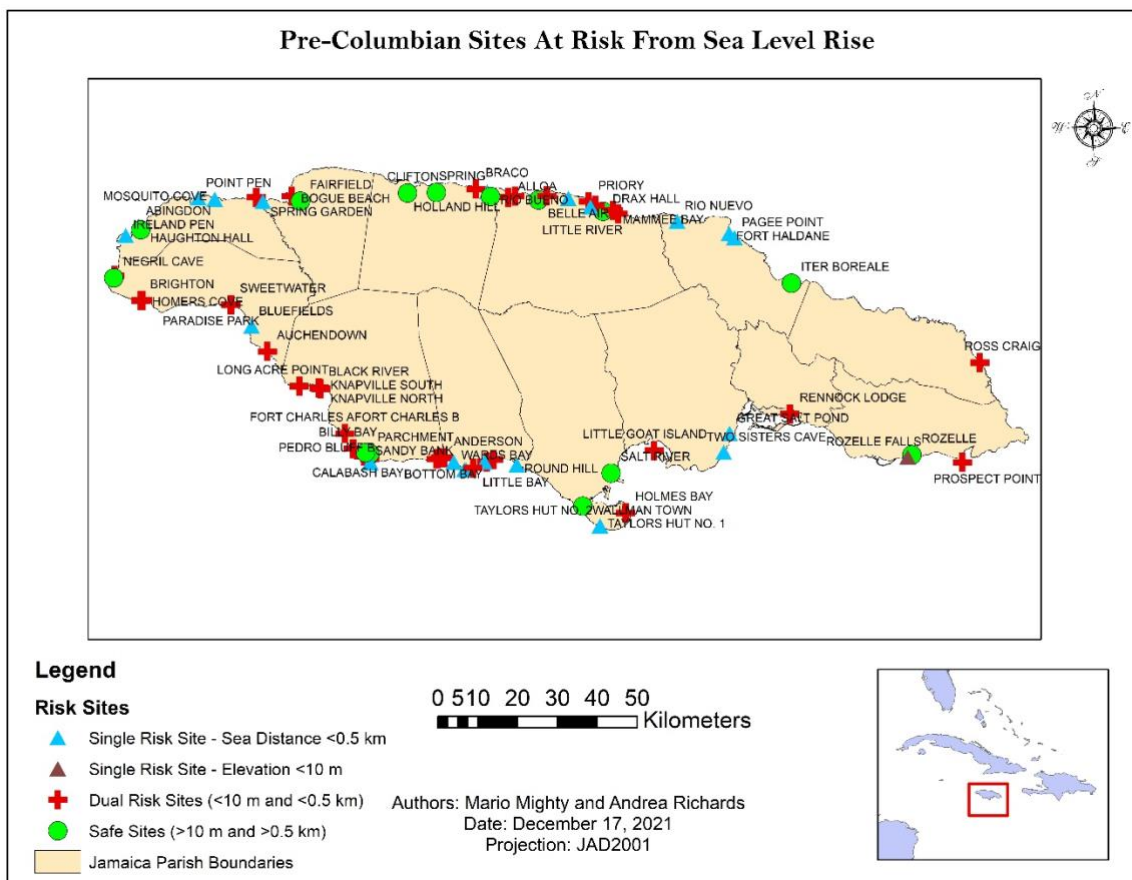 Pre-Columbian Sites At Risk From Sea Level Rise
N
E
S
W
BRACO
CLIFTON
SPRING
ALLOA
PRIORY
FAIRFIELD
POINT PEN
BOGUE BEACH
MOSQUITO COVE
RIO BUENO
DRAX HALL
HOLLAND HILL
RIO NUEVO
ABINGDON
SPRING GARDEN
BELLE AIR
MAMMEE BAY
IRELAND PEN
LITTLE RIVER
PAGEE POINT
HAUGHTON HALL
FORT HALDANE
NEGRIL CAVE
ITER BOREALE
BRIGHTON
SWEETWATER
HOMERS COVE
BLUEFIELDS
PARADISE PARK
AUCHENDOWN
ROSS CRAIG
LONG ACRE POINT
BLACK RIVER
KNAPVILLE SOUTH
RENNOCK LODGE
KNAPVILLE NORTH
FORT CHARLES A
FORT CHARLES B
GREAT SALT POND
BILLY BAY
PARCHMENT
LITTLE GOAT ISLAND
TWO SISTERS CAVE
ROZELLE FALLS
ROZELLE
PEDRO BLUFF B
SANDY BANK
ANDERSON
WARDS BAY
SALT RIVER
CALABASH BAY
BOTTOM BAY
ROUND HILL
PROSPECT POINT
LITTLE BAY
HOLMES BAY
TAYLORS HUT NO. 2
WALLMAN TOWN
TAYLORS HUT NO. 1
Legend
Risk Sites
Single Risk Site - Sea Distance <0.5 km
Single Risk Site - Elevation <10 m
Dual Risk Sites (<10 m and <0.5 km)
Safe Sites (>10 m and >0.5 km)
Jamaica Parish Boundaries
0 5 10 20 30 40 50
Kilometers
Authors: Mario Mighty and Andrea Richards
Date: December 17, 2021
Projection: JAD2001